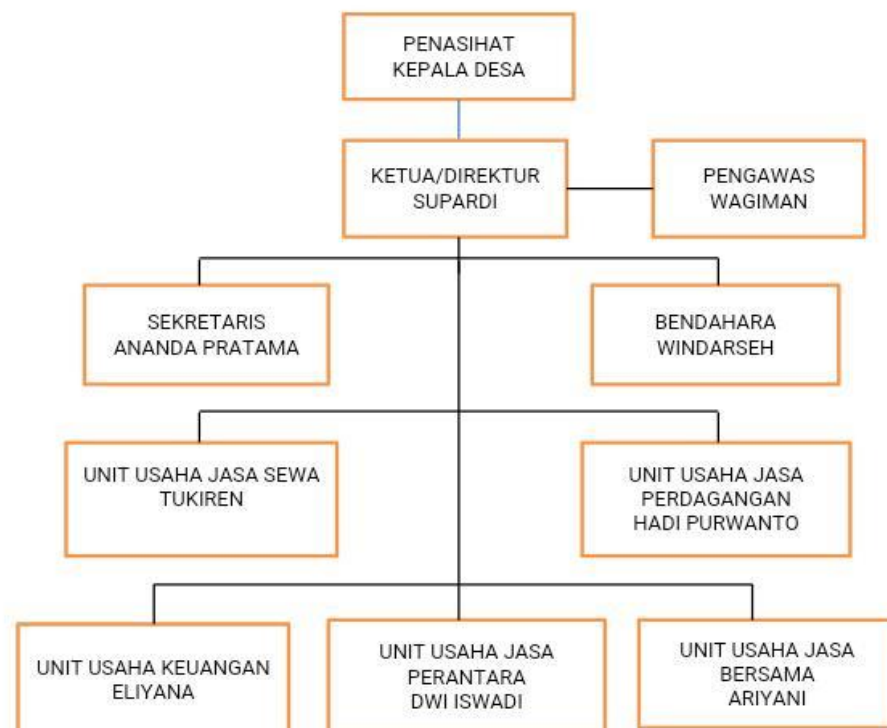 PENASIHAT
KEPALA DESA
KETUA/DIREKTUR
SUPARDI
PENGAWAS
WAGIMAN
SEKRETARIS
ANANDA PRATAMA
BENDAHARA
WINDARSEH
UNIT USAHA JASA SEWA
TUKIREN
UNIT USAHA JASA
PERDAGANGAN
HADI PURWANTO
UNIT USAHA KEUANGAN
ELIYANA
UNIT USAHA JASA
PERANTARA
DWI ISWADI
UNIT USAHA JASA
BERSAMA
ARIYANI